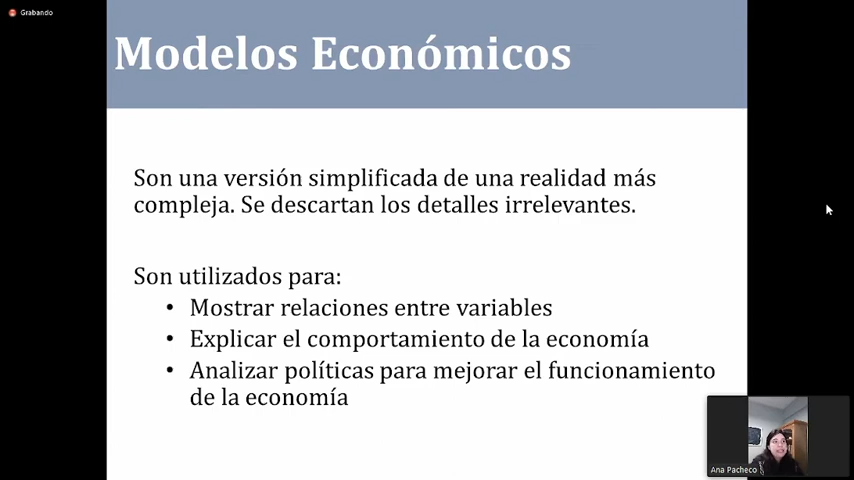 Grabando
Modelos Económicos
Son una versión simplificada de una realidad más
compleja. Se descartan los detalles irrelevantes.
Son utilizados para:
• Mostrar relaciones entre variables
• Explicar el comportamiento de la economía
• Analizar políticas para mejorar el funcionamiento
de la economía
Ana Pacheco